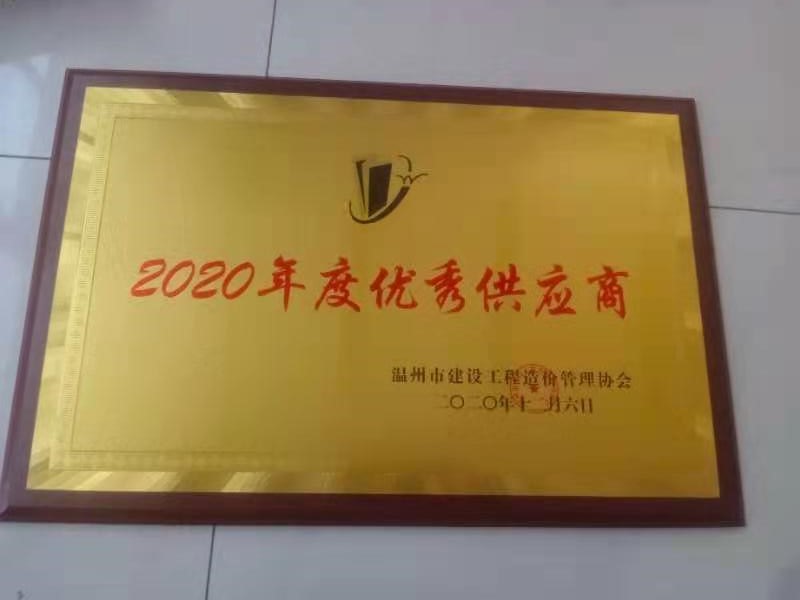 2020年度优秀供应商
温州市建设工程造价管理协会
二〇二〇年十二月六日